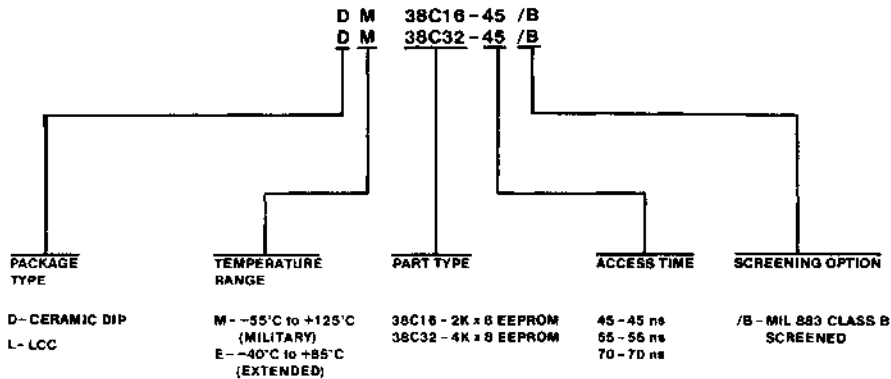 D M 38C16-45 /B
D M 38C32-45 /B
PACKAGE TYPE
D- CERAMIC DIP
L- LCC
TEMPERATURE RANGE
M - -55°C to +125°C
(MILITARY)
E- -40°C to +85°C
(EXTENDED)
PART TYPE
38C16 - 2K x 8 EEPROM
38C32 - 4K x 8 EEPROM
ACCESS TIME
45 - 45 ns
55 - 55 ns
70 - 70 ns
SCREENING OPTION
/B - MIL 883 CLASS B
SCREENED